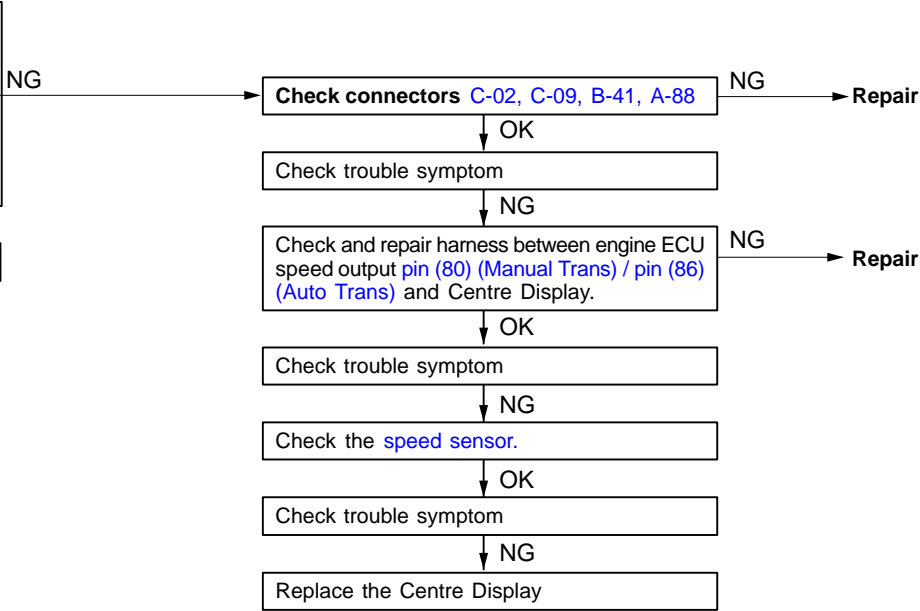 NG
Check connectors C-02, C-09, B-41, A-88
NG
Repair
OK
Check trouble symptom
NG
Check and repair harness between engine ECU
speed output pin (80) (Manual Trans) / pin (86)
(Auto Trans) and Centre Display.
NG
Repair
OK
Check trouble symptom
NG
Check the speed sensor.
OK
Check trouble symptom
NG
Replace the Centre Display